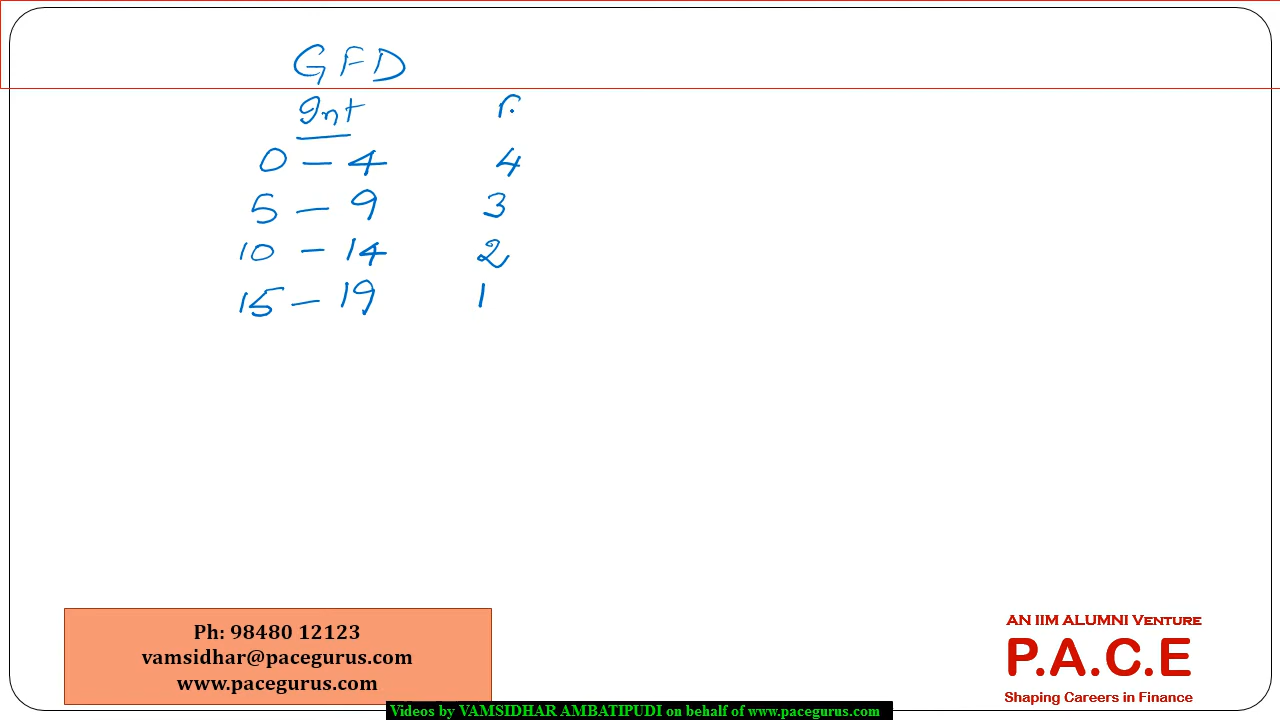 GFD
Int f.
0 – 4 4
5 – 9 3
10 – 14 2
15 – 19 1
Ph: 98480 12123
vamsidhar@pacegurus.com
www.pacegurus.com
AN IIM ALUMNI VENTURE
P.A.C.E
Shaping Careers in Finance
Videos by VAMSIDHAR AMBATIPUDI on behalf of www.pacegurus.com